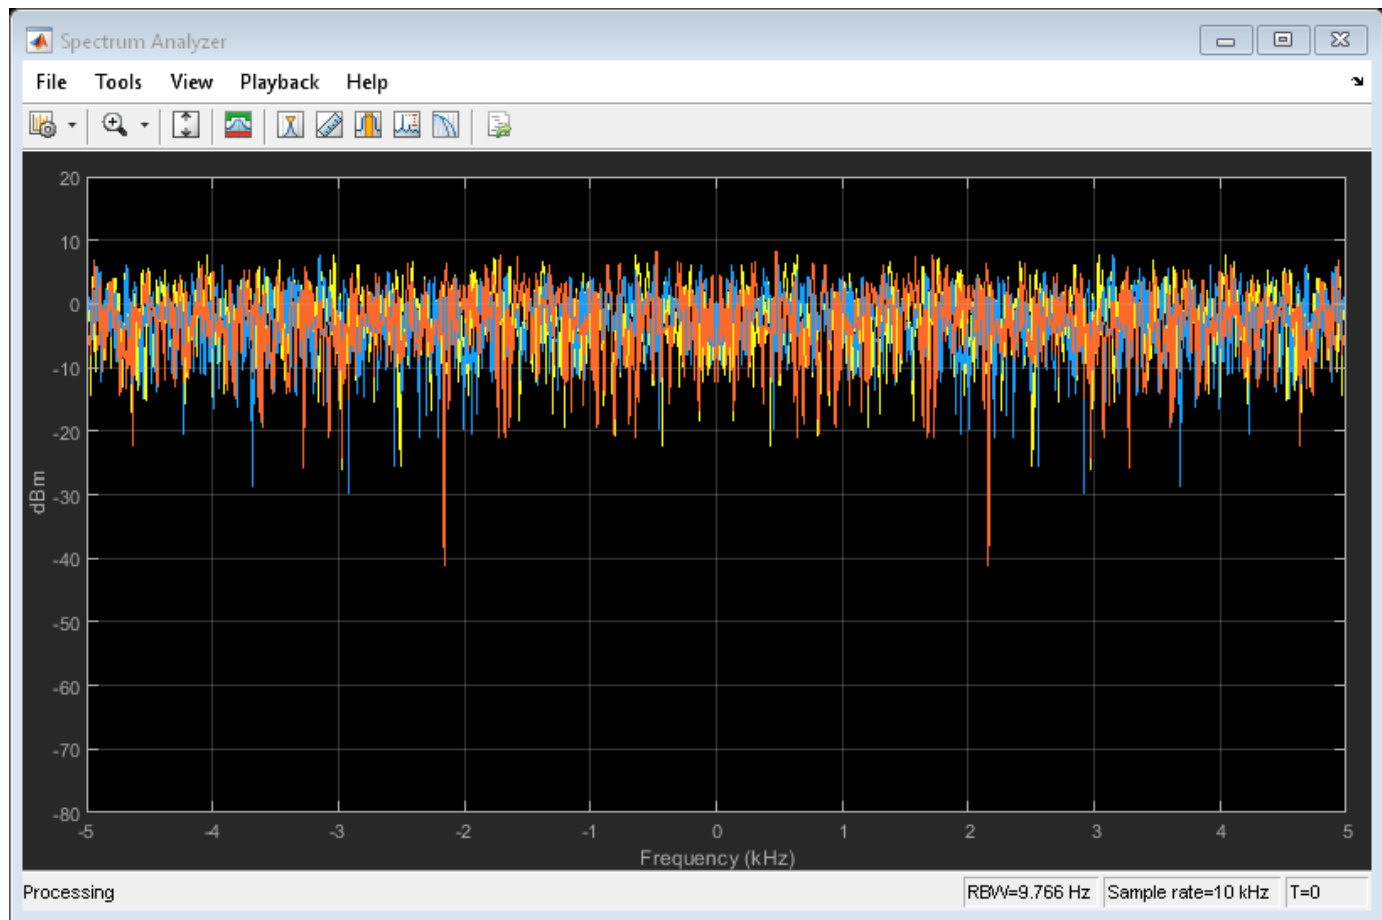 Spectrum Analyzer
File Tools View Playback Help
20
10
0
-10
-20
-30
-40
-50
-60
-70
-80
dBm
-5 -4 -3 -2 -1 0 1 2 3 4 5
Frequency (kHz)
Processing RBW=9.766 Hz Sample rate=10 kHz T=0